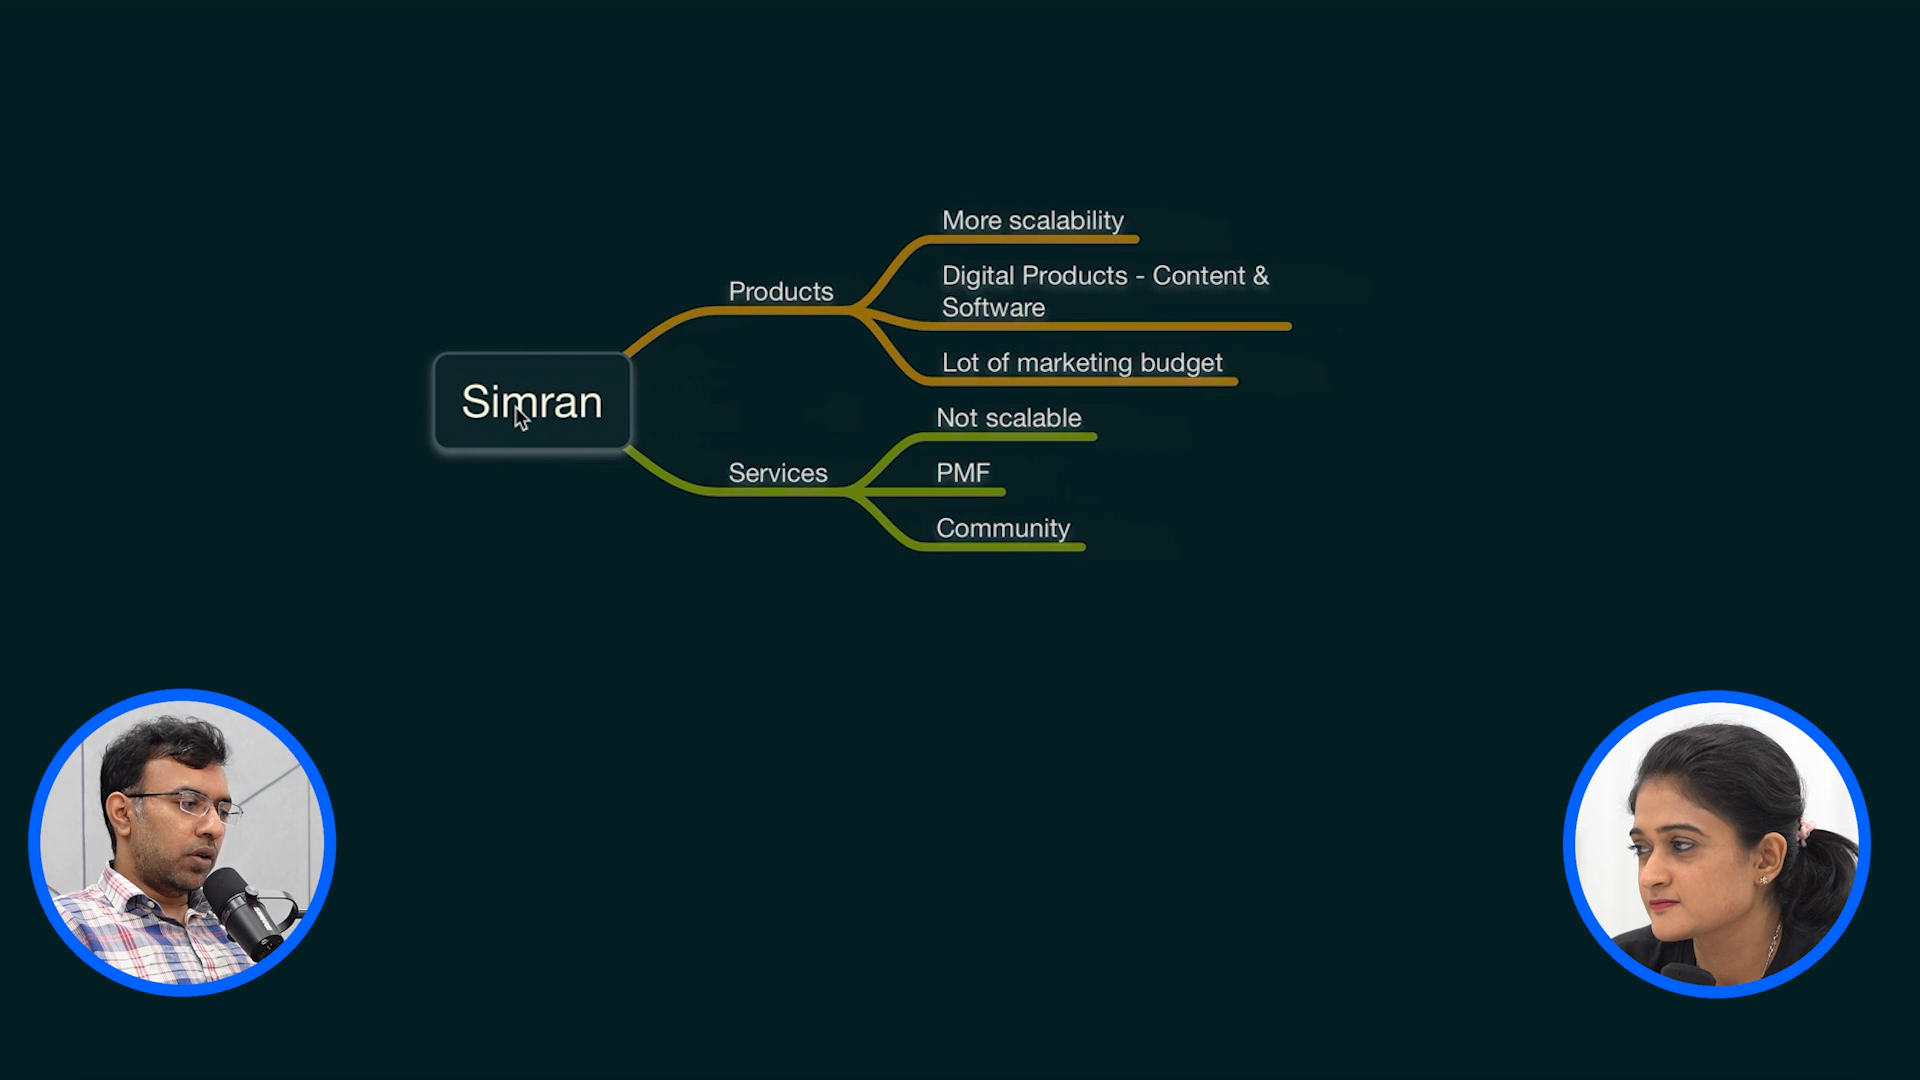 Simran
Products
More scalability
Digital Products - Content &
Software
Lot of marketing budget
Services
Not scalable
PMF
Community